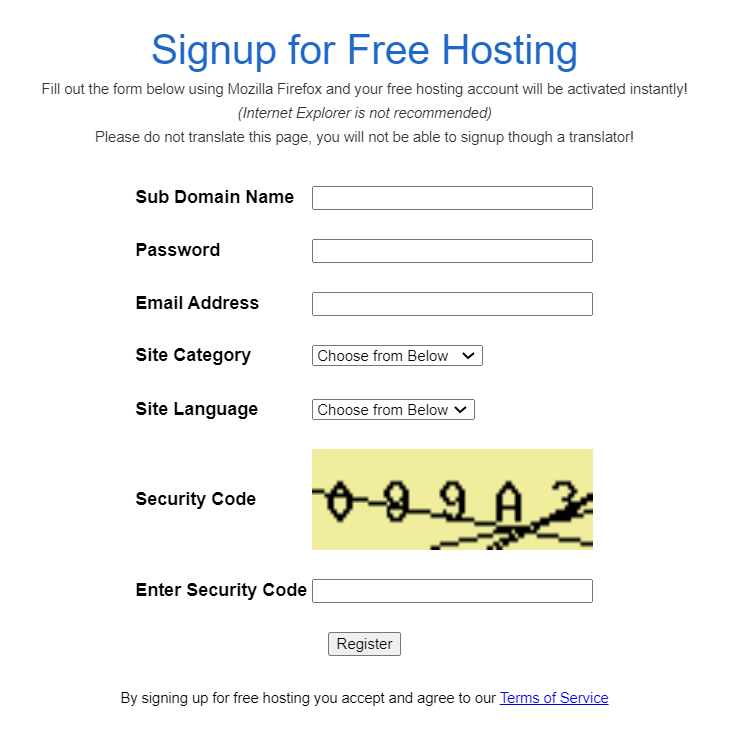 Signup for Free Hosting
Fill out the form below using Mozilla Firefox and your free hosting account will be activated instantly!
(Internet Explorer is not recommended)
Please do not translate this page, you will not be able to signup though a translator!
Sub Domain Name
Password
Email Address
Site Category Choose from Below
Site Language Choose from Below
Security Code
Enter Security Code
Register
By signing up for free hosting you accept and agree to our Terms of Service